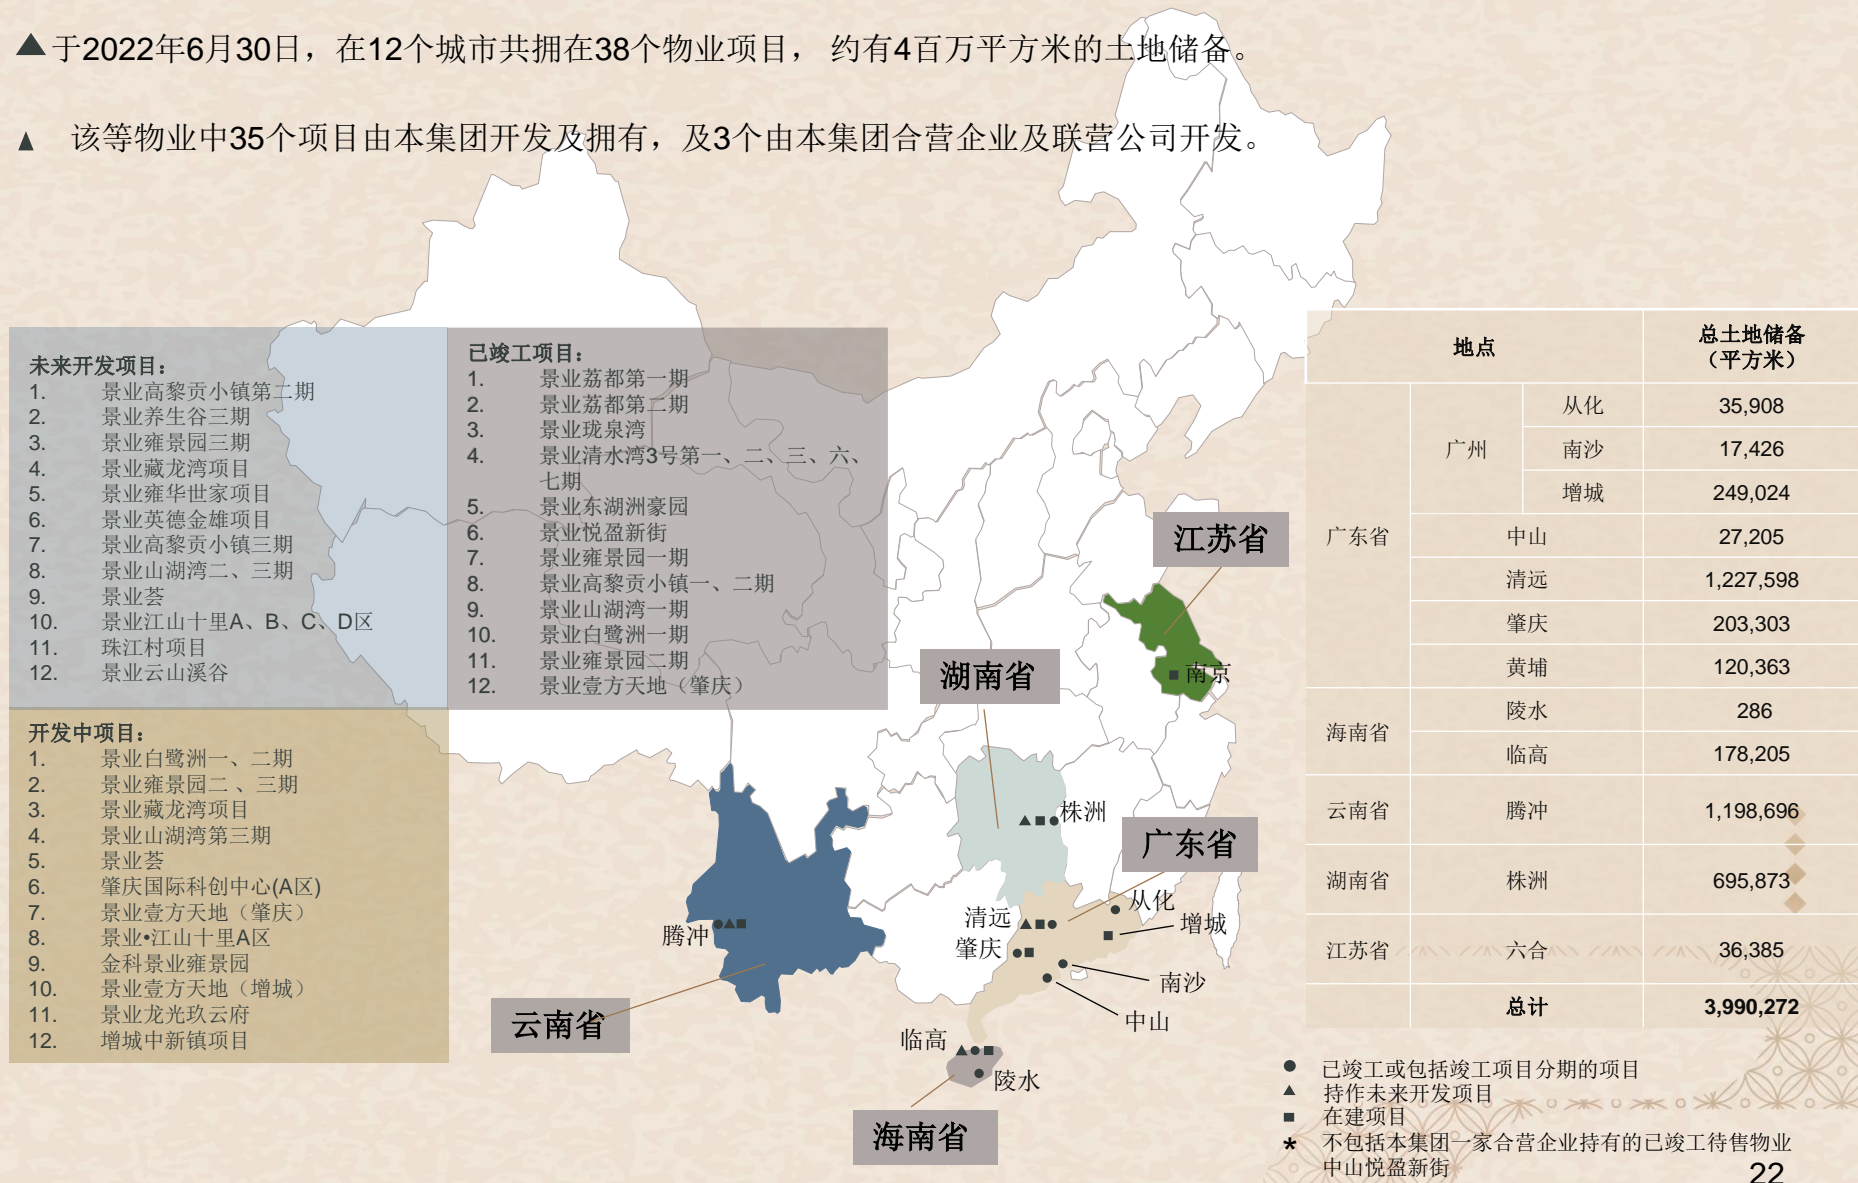 ▲于2022年6月30日，在12个城市共拥在38个物业项目， 约有4百万平方米的土地储备。
▲ 该等物业中35个项目由本集团开发及拥有，及3个由本集团合营企业及联营公司开发。
未来开发项目：
1. 景业高黎贡小镇第二期
2. 景业养生谷三期
3. 景业雍景园三期
4. 景业藏龙湾项目
5. 景业雍华世家项目
6. 景业英德金雄项目
7. 景业高黎贡小镇三期
8. 景业山湖湾二、三期
9. 景业荟
10. 景业江山十里A、B、C、D区
11. 珠江村项目
12. 景业云山溪谷
已竣工项目：
1. 景业荔都第一期
2. 景业荔都第二期
3. 景业珑泉湾
4. 景业清水湾3号第一、二、三、六、
七期
5. 景业东湖洲豪园
6. 景业悦盈新街
7. 景业雍景园一期
8. 景业高黎贡小镇一、二期
9. 景业山湖湾一期
10. 景业白鹭洲一期
11. 景业雍景园二期
12. 景业壹方天地（肇庆）
开发中项目：
1. 景业白鹭洲一、二期
2. 景业雍景园二 、三期
3. 景业藏龙湾项目
4. 景业山湖湾第三期
5. 景业荟
6. 肇庆国际科创中心(A区)
7. 景业壹方天地（肇庆）
8. 景业•江山十里A区
9. 金科景业雍景园
10. 景业壹方天地（增城）
11. 景业龙光玖云府
12. 增城中新镇项目
江苏省
南京
湖南省
株洲
广东省
从化
增城
清远
肇庆
南沙
中山
腾冲
云南省
临高
陵水
海南省
地点 总土地储备
（平方米）
广东省 广州 从化 35,908
南沙 17,426
增城 249,024
中山 27,205
清远 1,227,598
肇庆 203,303
黄埔 120,363
海南省 陵水 286
临高 178,205
云南省 腾冲 1,198,696
湖南省 株洲 695,873
江苏省 六合 36,385
总计 3,990,272
● 已竣工或包括竣工项目分期的项目
▲ 持作未来开发项目
■ 在建项目
* 不包括本集团一家合营企业持有的已竣工待售物业
中山悦盈新街
22